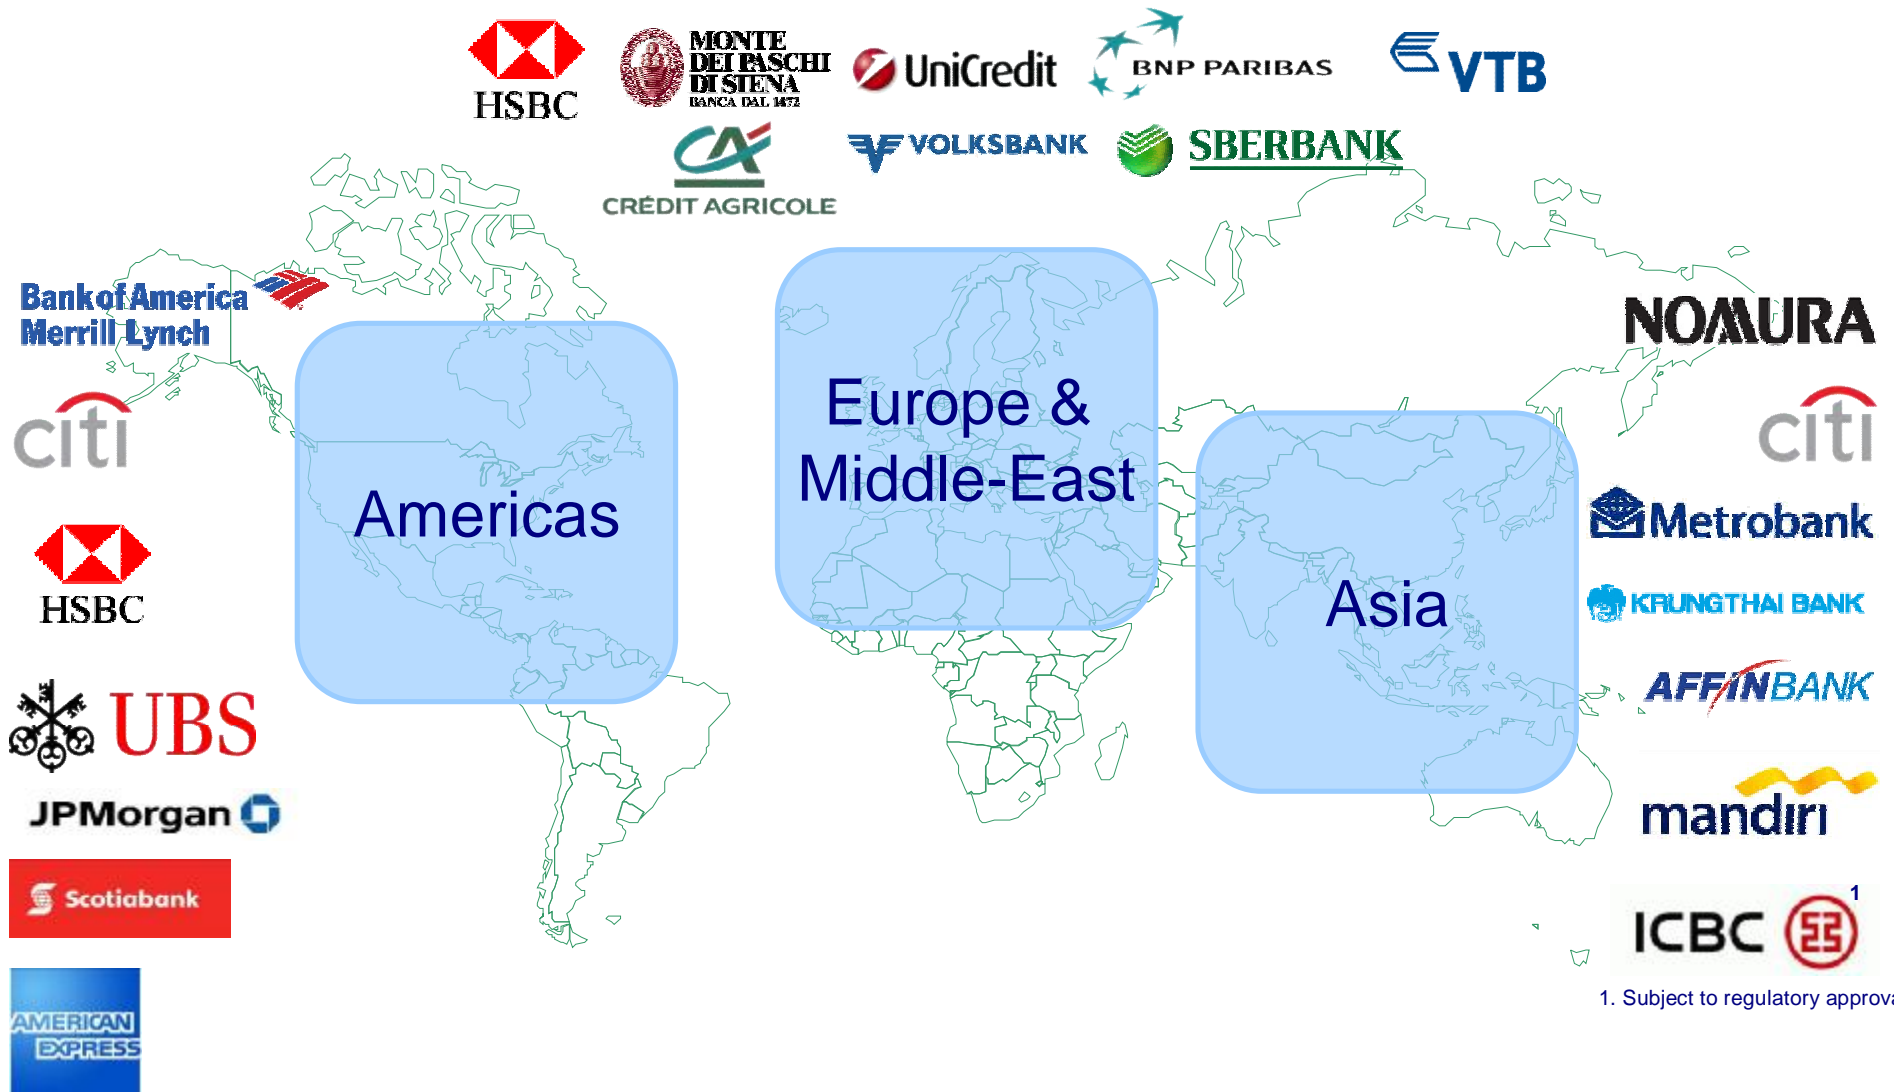 HSBC
MONTE
DEI PASCHI
DI SIENA
BANCA DAL 1472
UniCredit
BNP PARIBAS
VTB
CRÉDIT AGRICOLE
VOLKSBANK
SBERBANK
Bank of America
Merrill Lynch
citi
HSBC
UBS
JPMorgan
Scotiabank
AMERICAN
EXPRESS
Americas
Europe &
Middle-East
Asia
NOMURA
citi
Metrobank
KRUNGTHAI BANK
AFFINBANK
mandiri
ICBC 1
1. Subject to regulatory approva